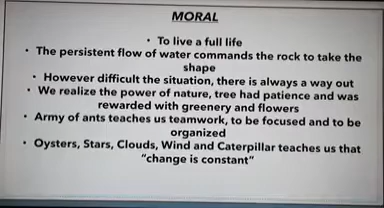 MORAL
• To live a full life
• The persistent flow of water commands the rock to take the
shape
• However difficult the situation, there is always a way out
• We realize the power of nature, tree had patience and was
rewarded with greenery and flowers
• Army of ants teaches us teamwork, to be focused and to be
organized
• Oysters, Stars, Clouds, Wind and Caterpillar teaches us that
"change is constant"